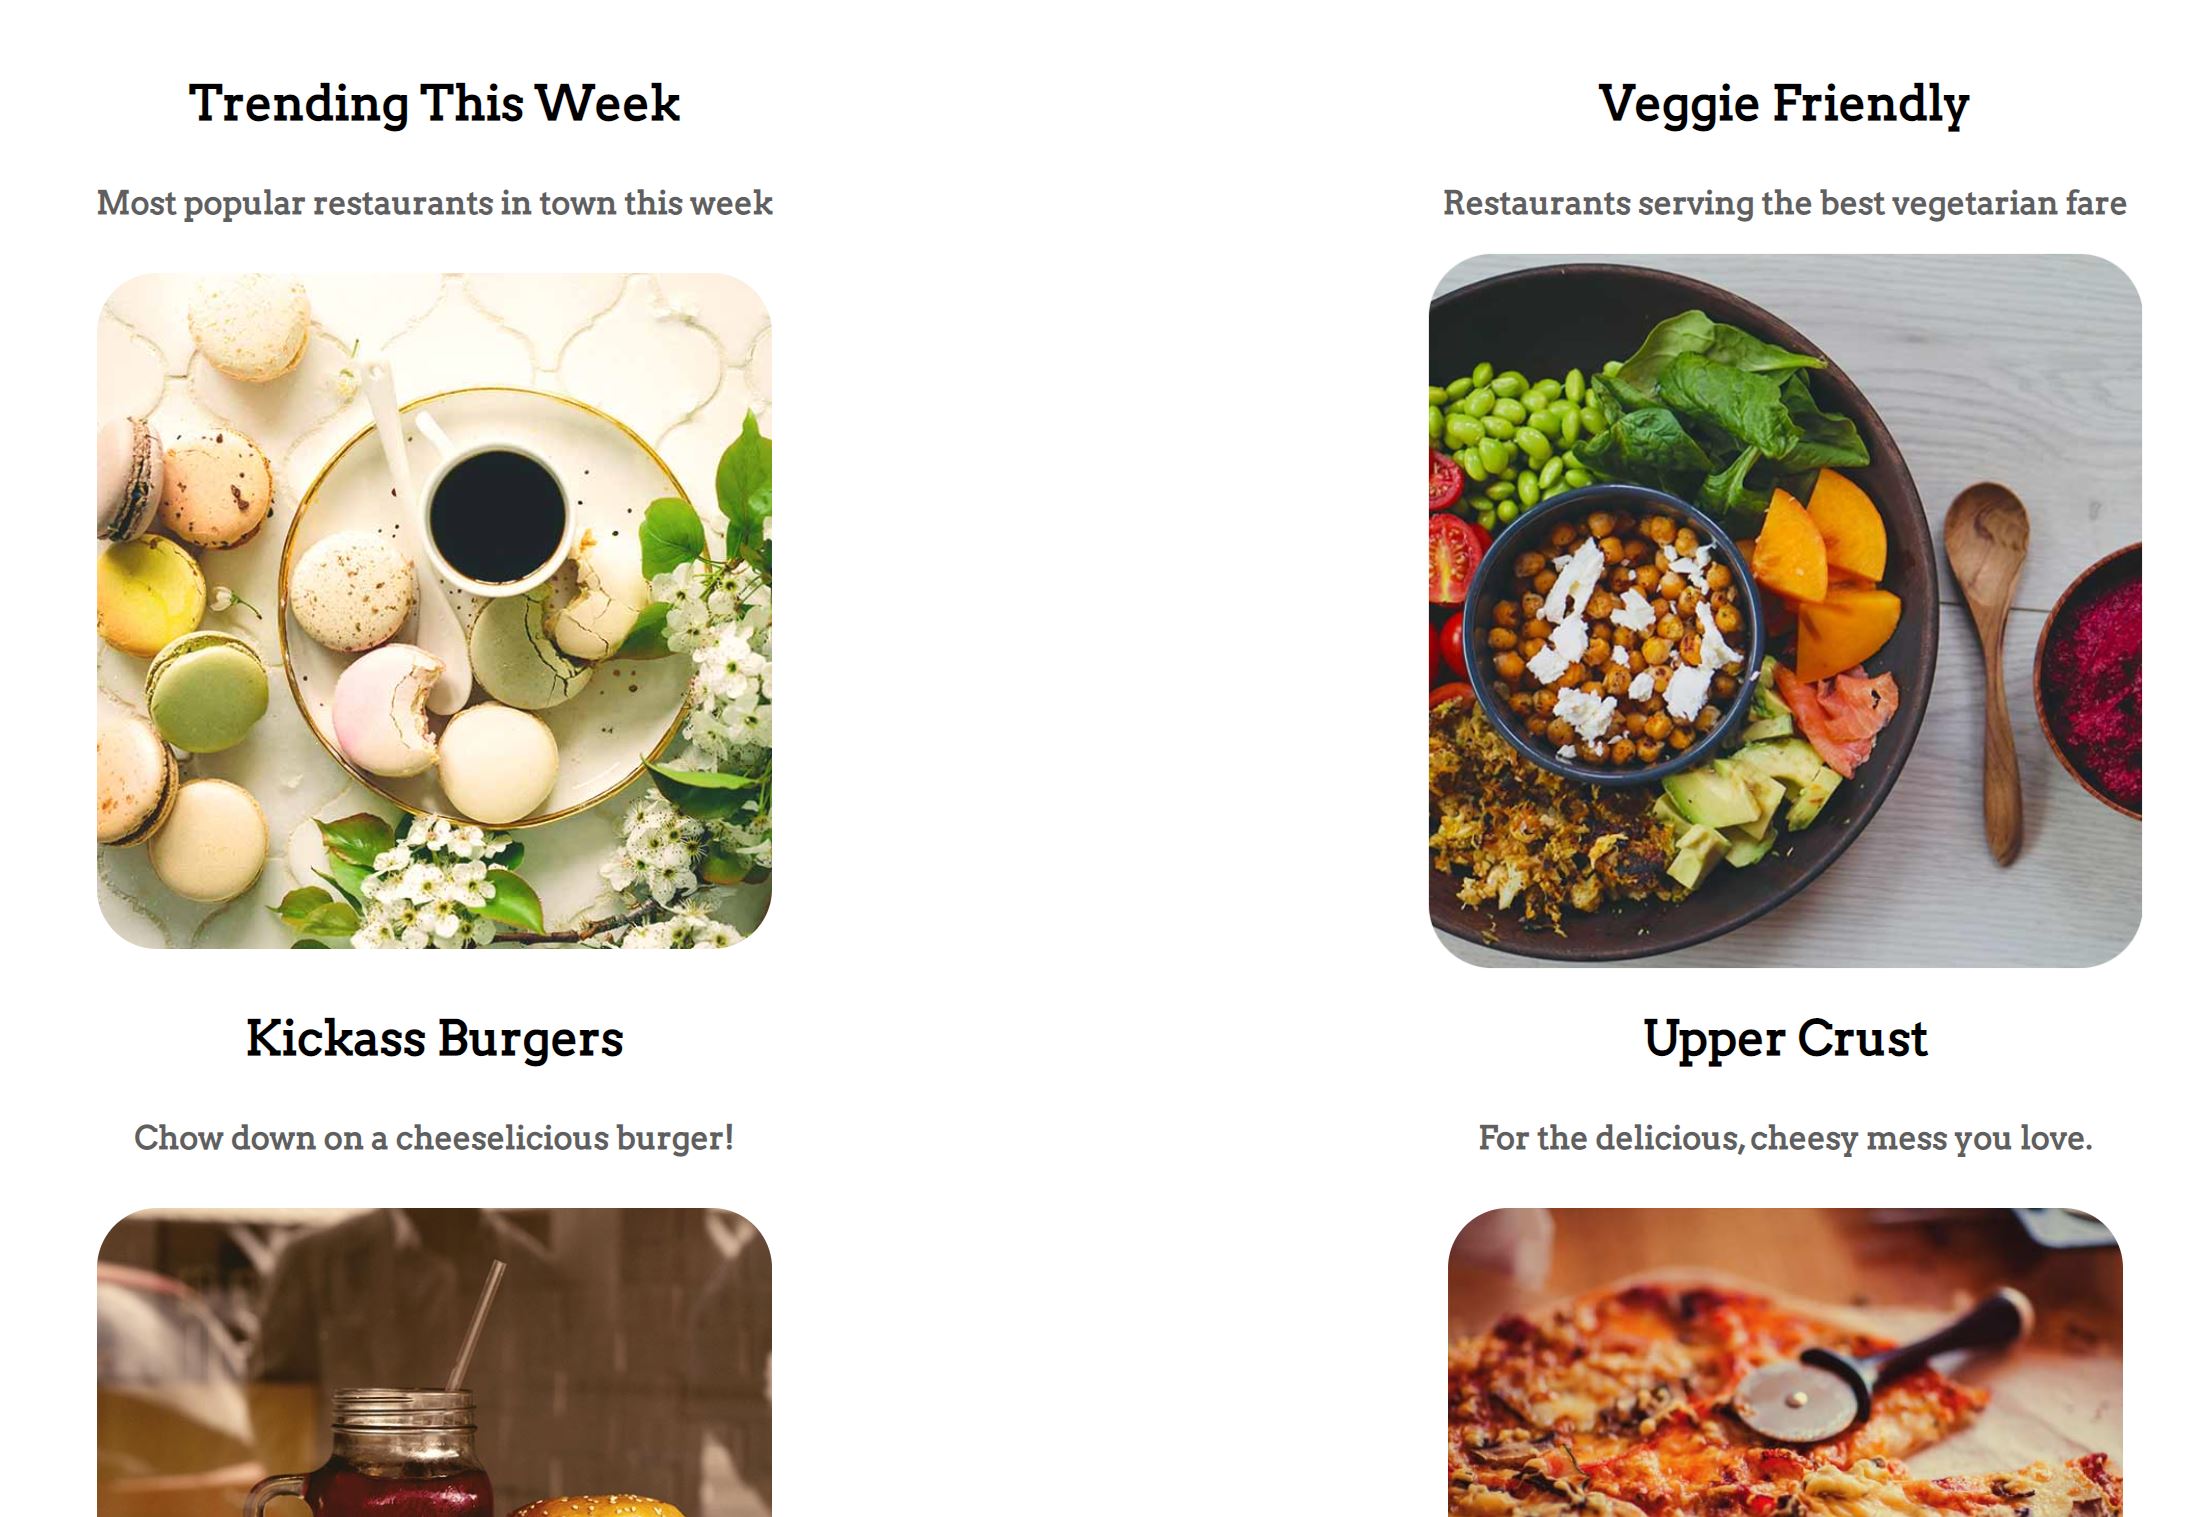 Trending This Week
Most popular restaurants in town this week
Veggie Friendly
Restaurants serving the best vegetarian fare
Kickass Burgers
Chow down on a cheeselicious burger!
Upper Crust
For the delicious, cheesy mess you love.